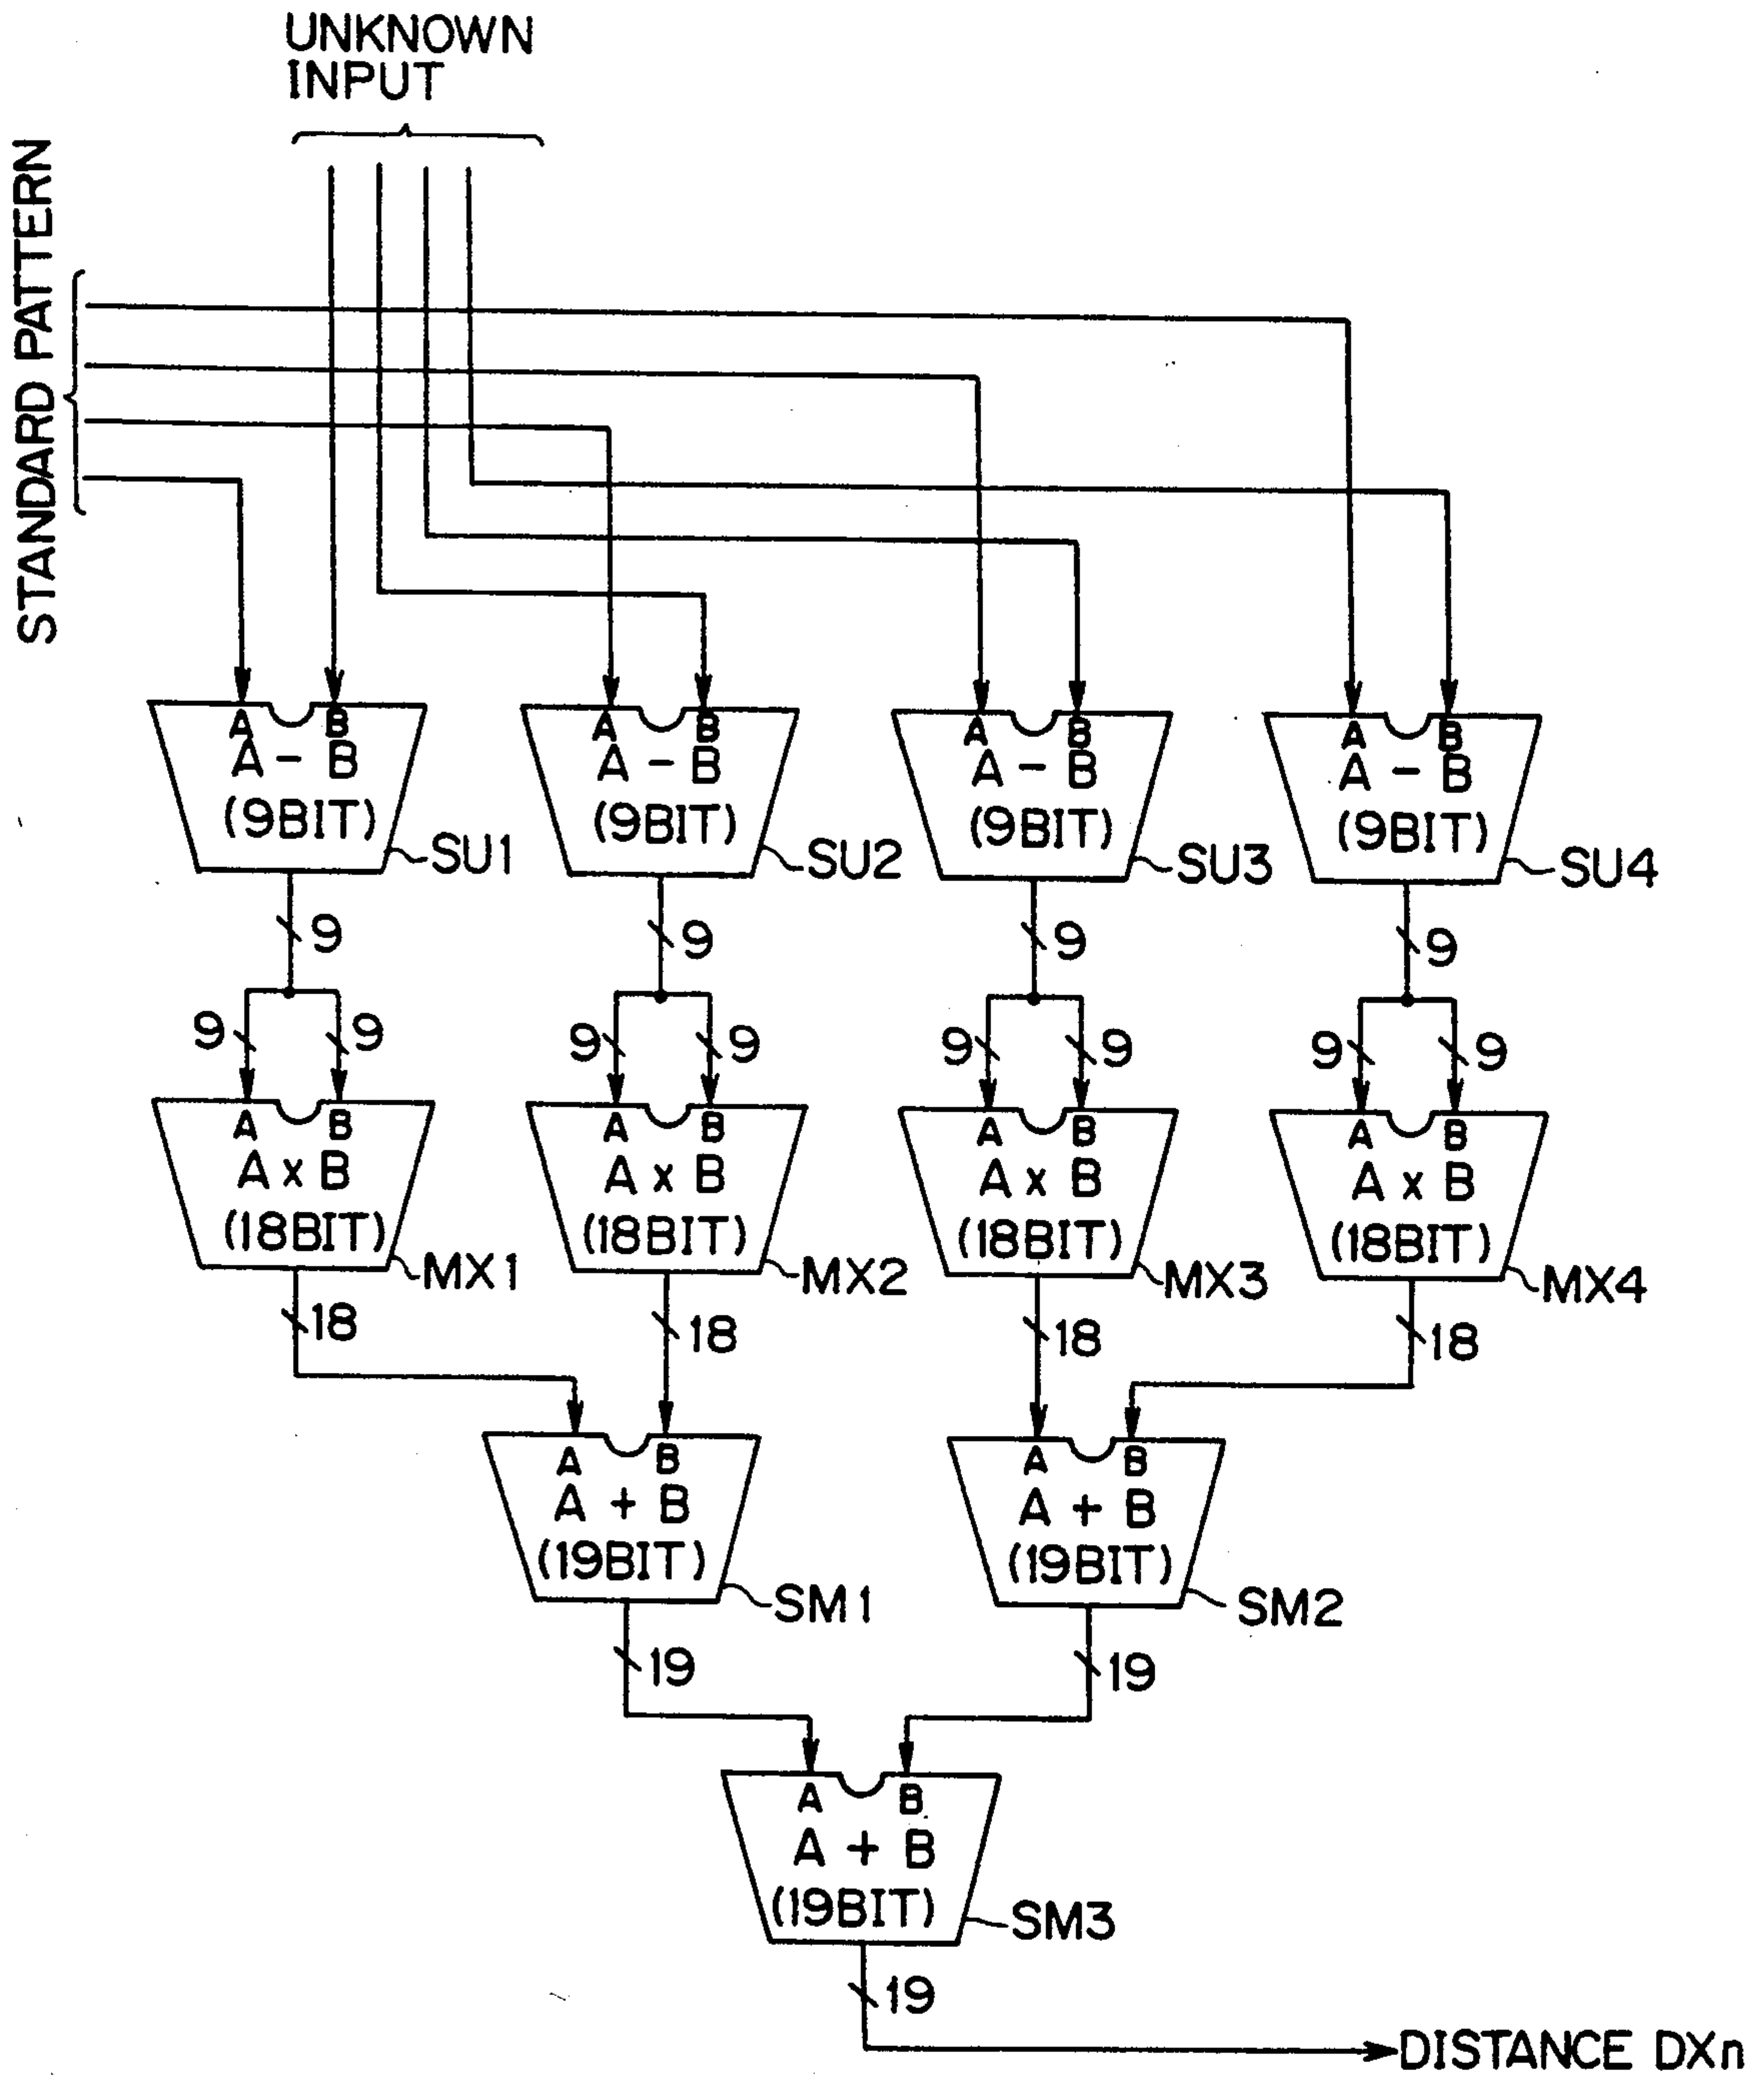 UNKNOWN
INPUT
STANDARD PATTERN
A B A B A B A B
A - B A - B A - B A - B
(9BIT) (9BIT) (9BIT) (9BIT)
SU1 SU2 SU3 SU4
9 9 9 9
9 9 9 9 9 9 9 9
A B A B A B A B
A x B A x B A x B A x B
(18BIT) (18BIT) (18BIT) (18BIT)
MX1 MX2 MX3 MX4
18 18 18 18
A B A B
A + B A + B
(19BIT) (19BIT)
SM1 SM2
19 19
A B
A + B
(19BIT)
SM3
19
DISTANCE DXn